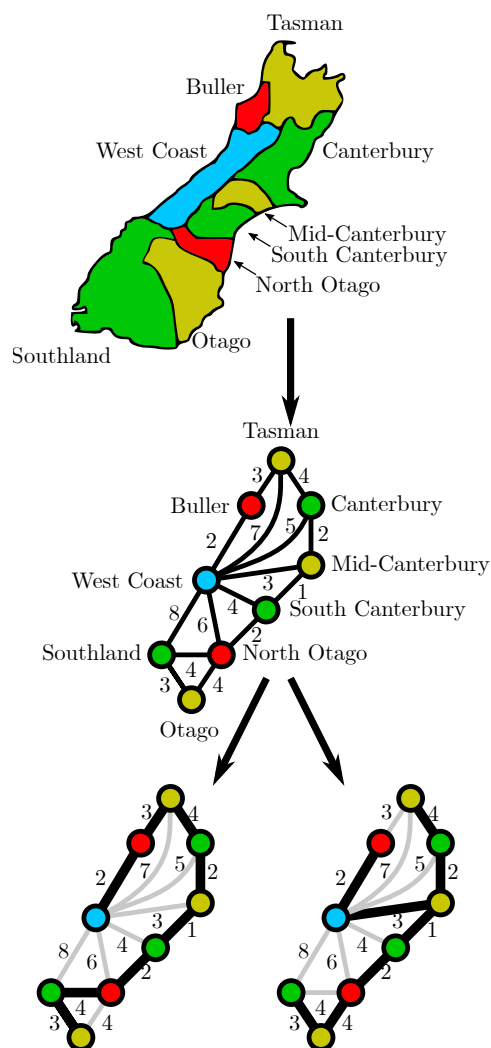 Tasman
Buller
West Coast
Canterbury
Mid-Canterbury
South Canterbury
North Otago
Otago
Southland
Tasman
3 4
Buller
Canterbury
7 5 2
2
Mid-Canterbury
West Coast
3 1
8 4
South Canterbury
6 2
Southland
North Otago
4
3 4
Otago
3 4
7 5 2
2
3 1
8 4
6 2
4
3 4
3 4
7 5 2
2
3 1
8 4
6 2
4
3 4